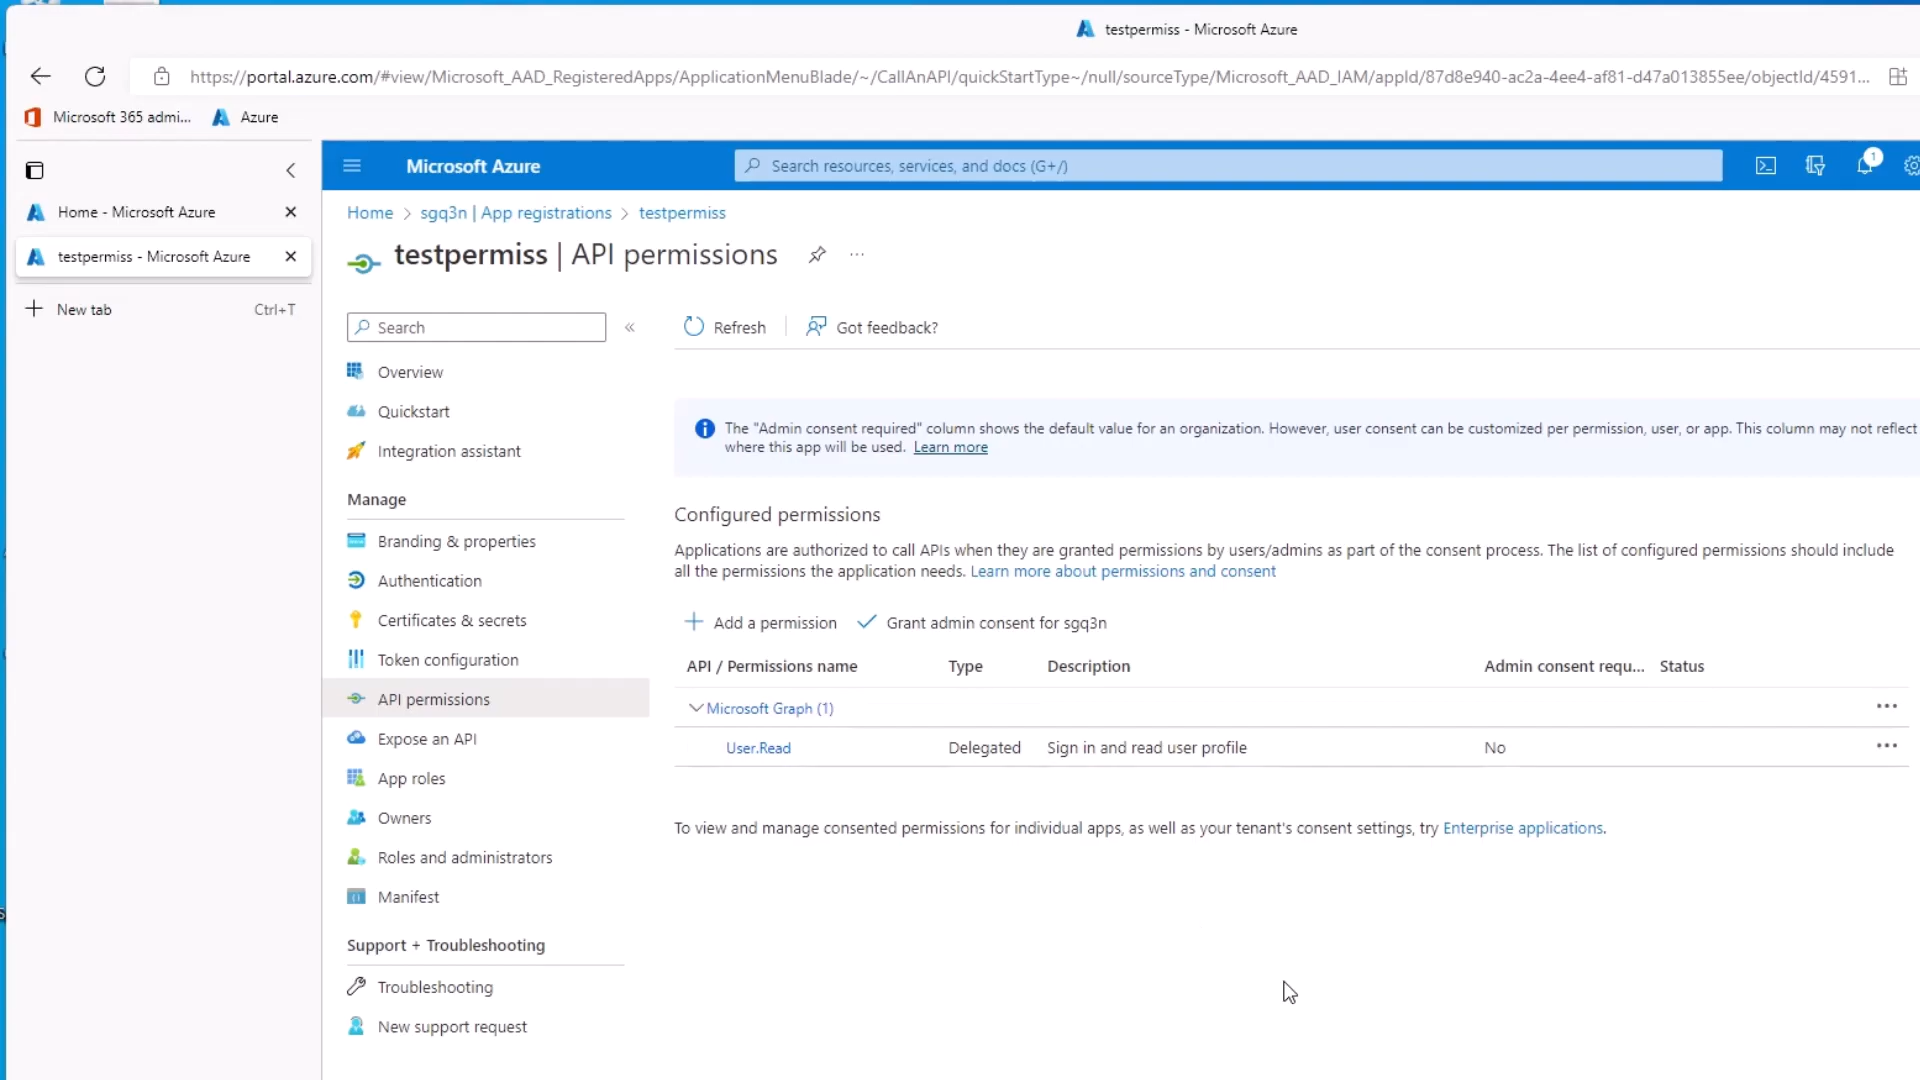 testpermiss - Microsoft Azure
https://portal.azure.com/#view/Microsoft_AAD_RegisteredApps/ApplicationMenuBlade/~/CallAnAPI/quickStartType~/null/sourceType/Microsoft_AAD_IAM/appId/87d8e940-ac2a-4ee4-af81-d47a013855ee/objectId/4591...
Microsoft 365 admi... Azure
Microsoft Azure
Search resources, services, and docs (G+/)
1
Home - Microsoft Azure
testpermiss - Microsoft Azure
New tab Ctrl+T
Home > sgq3n | App registrations > testpermiss
testpermiss | API permissions
Search
Refresh
Got feedback?
Overview
Quickstart
Integration assistant
Manage
Branding & properties
Authentication
Certificates & secrets
Token configuration
API permissions
Expose an API
App roles
Owners
Roles and administrators
Manifest
Support + Troubleshooting
Troubleshooting
New support request
The "Admin consent required" column shows the default value for an organization. However, user consent can be customized per permission, user, or app. This column may not reflect
where this app will be used. Learn more
Configured permissions
Applications are authorized to call APIs when they are granted permissions by users/admins as part of the consent process. The list of configured permissions should include
all the permissions the application needs. Learn more about permissions and consent
Add a permission
Grant admin consent for sgq3n
API / Permissions name Type Description Admin consent requ... Status
Microsoft Graph (1)
User.Read Delegated Sign in and read user profile No
To view and manage consented permissions for individual apps, as well as your tenant's consent settings, try Enterprise applications.